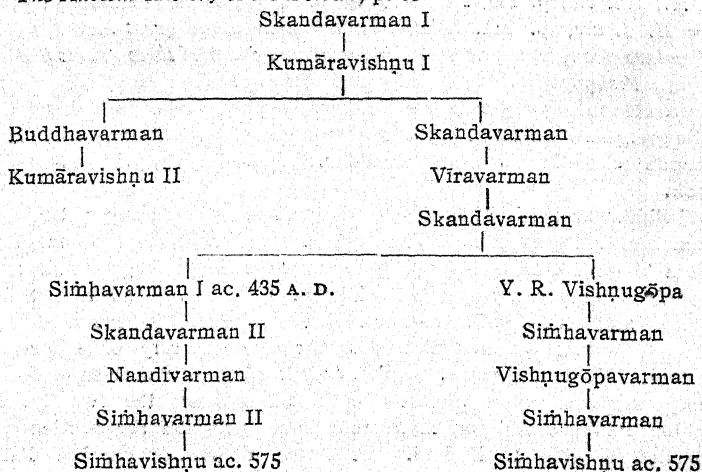 Skandavarman I
Kumāravishṇu I
Buddhavarman Skandavarman
Kumāravishṇu II Vīravarman
Skandavarman
Siṁhavarman I ac. 435 A. D. Y. R. Vishṇugōpa
Skandavarman II Siṁhavarman
Nandivarman Vishṇugōpavarman
Siṁhavarman II Siṁhavarman
Siṁhavishṇu ac. 575 Siṁhavishṇu ac. 575